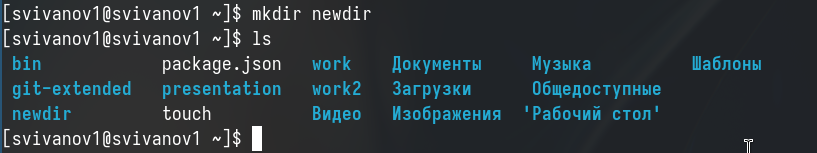 [svivanov1@svivanov1 ~]$ mkdir newdir
[svivanov1@svivanov1 ~]$ ls
bin package.json work Документы Музыка Шаблоны
git-extended presentation work2 Загрузки Общедоступные
newdir touch Видео Изображения 'Рабочий стол'
[svivanov1@svivanov1 ~]$